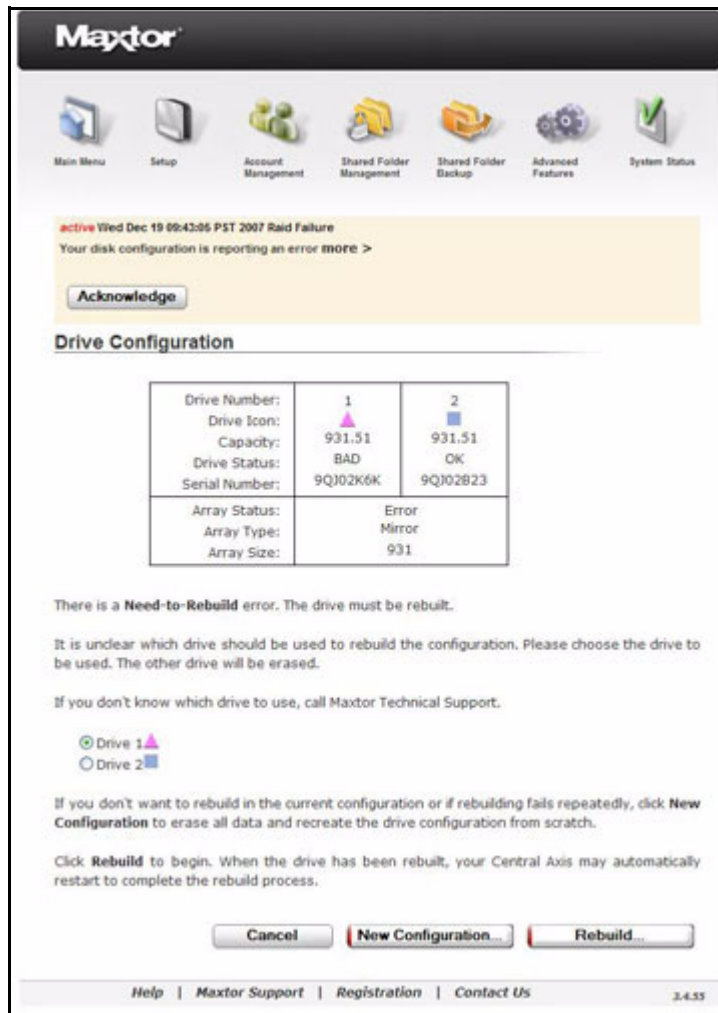 Maxtor
Main Menu
Setup
Account Management
Shared Folder Management
Shared Folder Backup
Advanced Features
System Status
active Wed Dec 19 09:43:05 PST 2007 Raid Failure
Your disk configuration is reporting an error more >
Acknowledge
Drive Configuration
Drive Number: 1 2
Drive Icon:
Capacity: 931.51 931.51
Drive Status: BAD OK
Serial Number: 9QJ02K6K 9QJ02B23
Array Status: Error
Array Type: Mirror
Array Size: 931
There is a Need-to-Rebuild error. The drive must be rebuilt.
It is unclear which drive should be used to rebuild the configuration. Please choose the drive to
be used. The other drive will be erased.
If you don't know which drive to use, call Maxtor Technical Support.
Drive 1
Drive 2
If you don't want to rebuild in the current configuration or if rebuilding fails repeatedly, click New
Configuration to erase all data and recreate the drive configuration from scratch.
Click Rebuild to begin. When the drive has been rebuilt, your Central Axis may automatically
restart to complete the rebuild process.
Cancel
New Configuration...
Rebuild...
Help | Maxtor Support | Registration | Contact Us
3.4.55